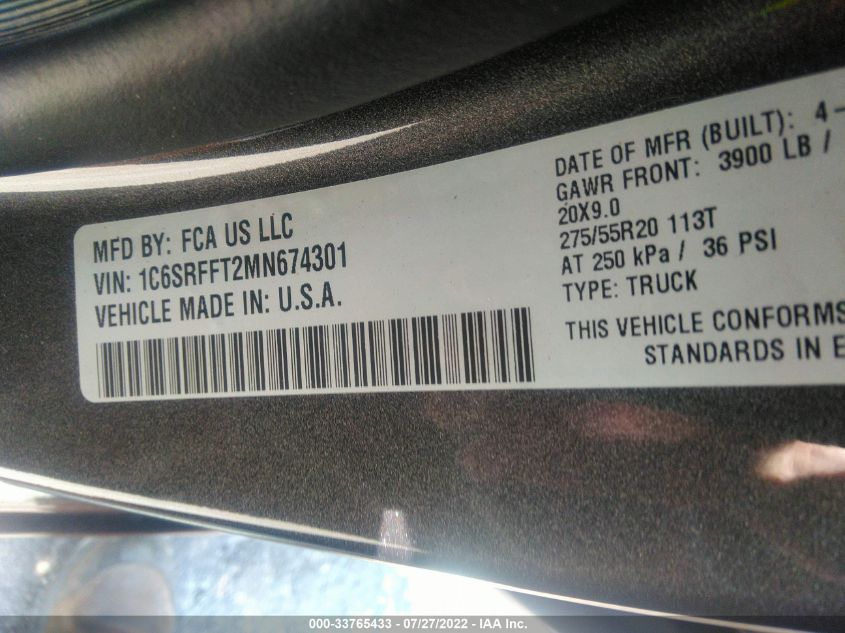 MFD BY: FCA US LLC
VIN: 1C6SRFFT2MN674301
VEHICLE MADE IN: U.S.A.
DATE OF MFR (BUILT): 4-
GAWR FRONT: 3900 LB /
20X9.0
275/55R20 113T
AT 250 kPa / 36 PSI
TYPE: TRUCK
THIS VEHICLE CONFORMS
STANDARDS IN E
000-33765433 - 07/27/2022 - IAA Inc.